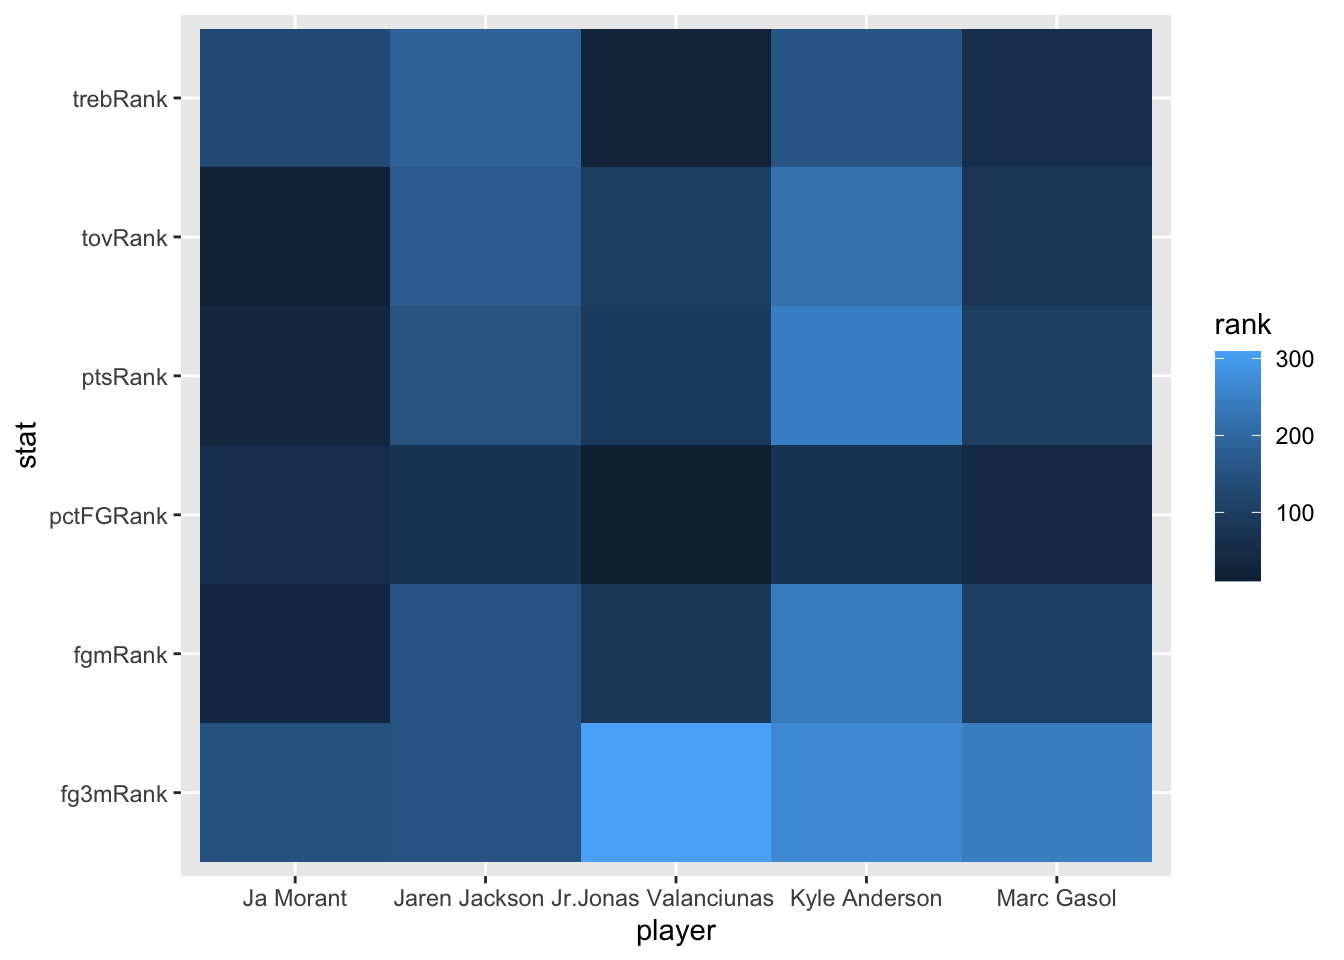 trebRank
tovRank
ptsRank
pctFGRank
fgmRank
fg3mRank
stat
Ja Morant
Jaren Jackson Jr.
Jonas Valanciunas
Kyle Anderson
Marc Gasol
player
rank
300
200
100